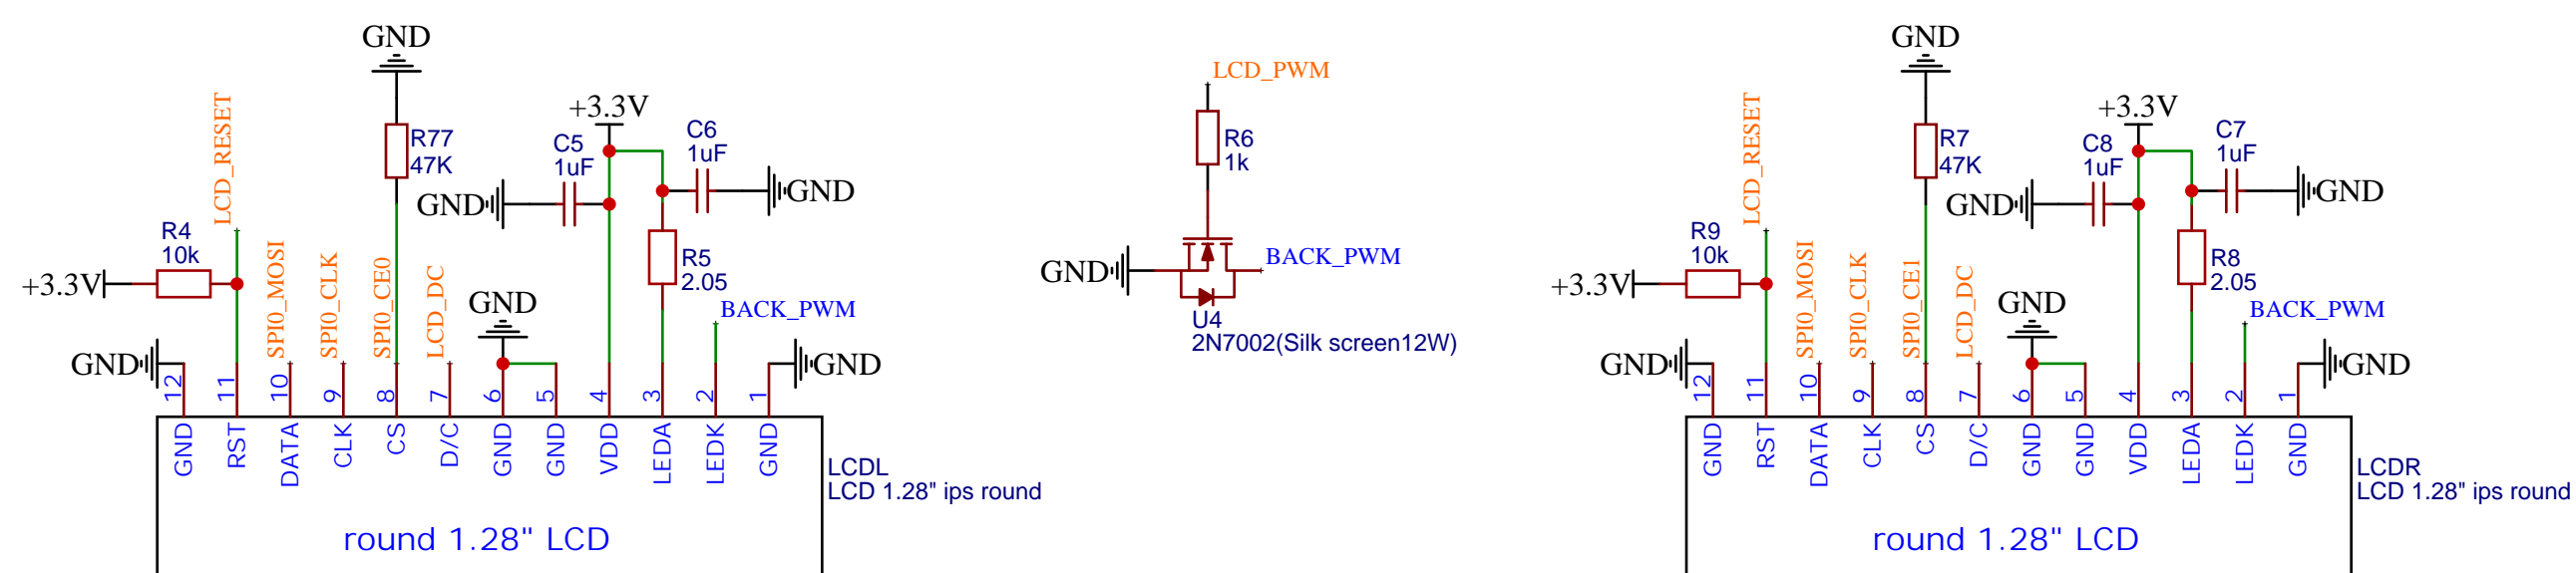 GND
LCD_RESET
R77
47K
+3.3V
C5
1uF
C6
1uF
GND
GND
R4
10k
+3.3V
SPI0_MOSI
SPI0_CLK
SPI0_CE0
LCD_DC
GND
R5
2.05
BACK_PWM
GND
GND
12
11
10
9
8
7
6
5
4
3
2
1
GND
RST
DATA
CLK
CS
D/C
GND
GND
VDD
LEDA
LEDK
GND
LCDL
LCD 1.28" ips round
round 1.28" LCD
LCD_PWM
R6
1k
GND
BACK_PWM
U4
2N7002(Silk screen12W)
GND
LCD_RESET
R7
47K
+3.3V
C8
1uF
C7
1uF
GND
GND
R9
10k
+3.3V
SPI0_MOSI
SPI0_CLK
SPI0_CE1
LCD_DC
GND
R8
2.05
BACK_PWM
GND
GND
12
11
10
9
8
7
6
5
4
3
2
1
GND
RST
DATA
CLK
CS
D/C
GND
GND
VDD
LEDA
LEDK
GND
LCDR
LCD 1.28" ips round
round 1.28" LCD